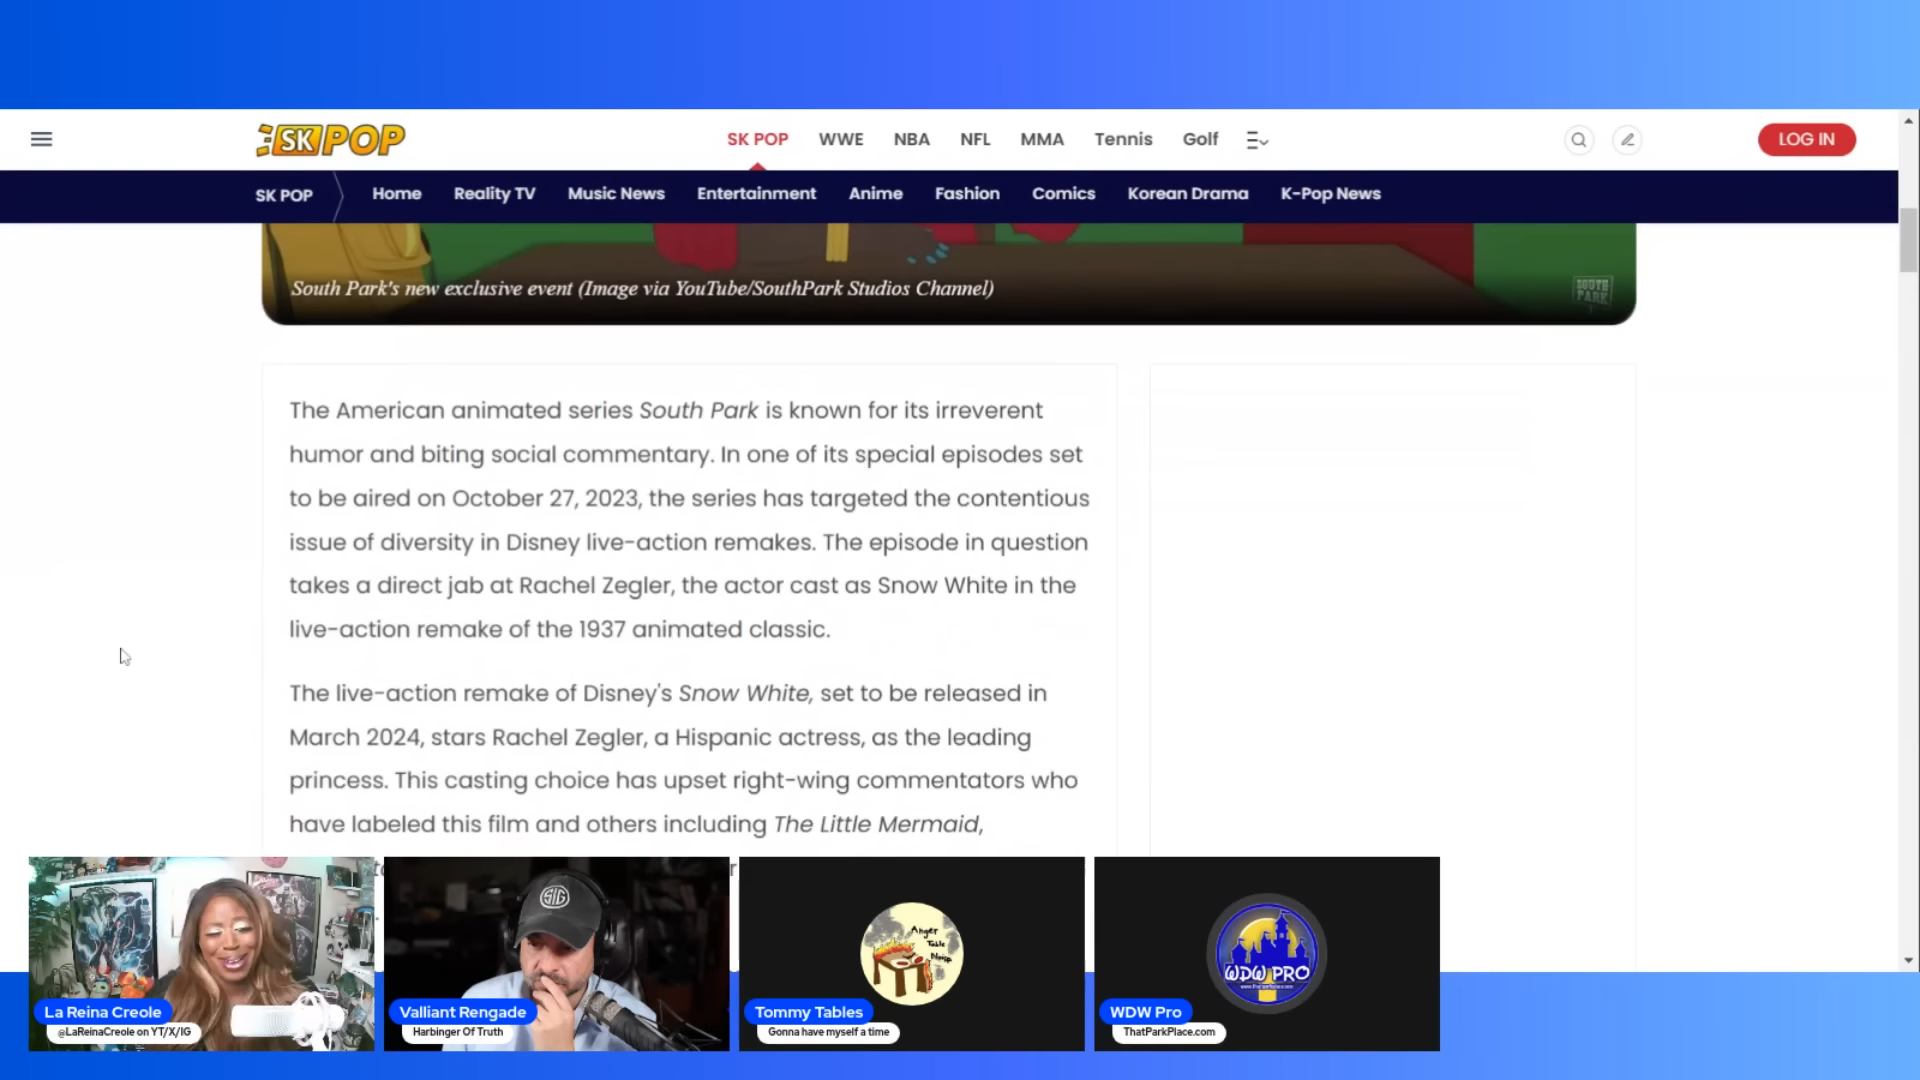 SK POP
SK POP WWE NBA NFL MMA Tennis Golf
LOG IN
SK POP Home Reality TV Music News Entertainment Anime Fashion Comics Korean Drama K-Pop News
South Park's new exclusive event (Image via YouTube/SouthPark Studios Channel)
SOUTH
PARK
The American animated series South Park is known for its irreverent
humor and biting social commentary. In one of its special episodes set
to be aired on October 27, 2023, the series has targeted the contentious
issue of diversity in Disney live-action remakes. The episode in question
takes a direct jab at Rachel Zegler, the actor cast as Snow White in the
live-action remake of the 1937 animated classic.
The live-action remake of Disney's Snow White, set to be released in
March 2024, stars Rachel Zegler, a Hispanic actress, as the leading
princess. This casting choice has upset right-wing commentators who
have labeled this film and others including The Little Mermaid,
SIG
Anger
Table
Noise
WDW PRO
La Reina Creole
@LaReinaCreole on YT/X/IG
Valliant Rengade
Harbinger Of Truth
Tommy Tables
Gonna have myself a time
WDW Pro
ThatParkPlace.com